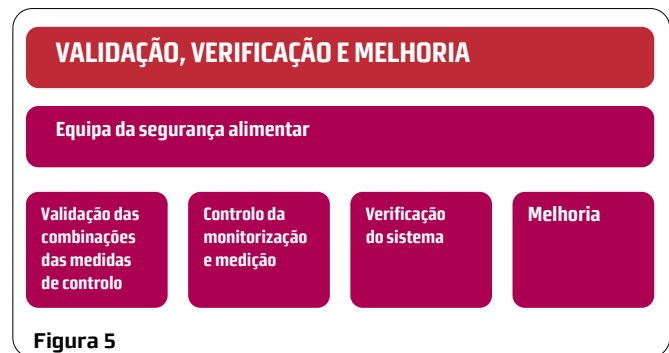 VALIDAÇÃO, VERIFICAÇÃO E MELHORIA
Equipa da segurança alimentar
Validação das
combinações
das medidas
de controlo
Controlo da
monitorização
e medição
Verificação
do sistema
Melhoria
Figura 5